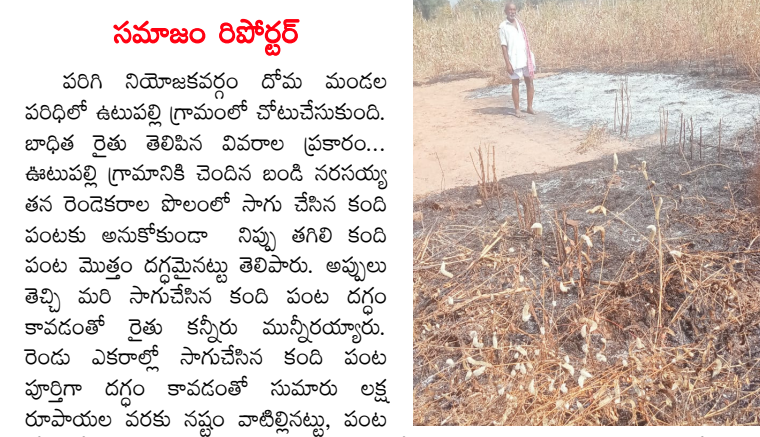 సమాజం రిపోర్టర్
పరిగి నియోజకవర్గం దోమ మండల
పరిధిలో ఉటుపల్లి గ్రామంలో చోటుచేసుకుంది.
బాధిత రైతు తెలిపిన వివరాల ప్రకారం...
ఊటుపల్లి గ్రామానికి చెందిన బండి నరసయ్య
తన రెండెకరాల పొలంలో సాగు చేసిన కంది
పంటకు అనుకోకుండా నిప్పు తగిలి కంది
పంట మొత్తం దగ్ధమైనట్టు తెలిపారు. అప్పులు
తెచ్చి మరి సాగుచేసిన కంది పంట దగ్ధం
కావడంతో రైతు కన్నీరు మున్నీరయ్యారు.
రెండు ఎకరాల్లో సాగుచేసిన కంది పంట
పూర్తిగా దగ్ధం కావడంతో సుమారు లక్ష
రూపాయల వరకు నష్టం వాటిల్లినట్టు, పంట